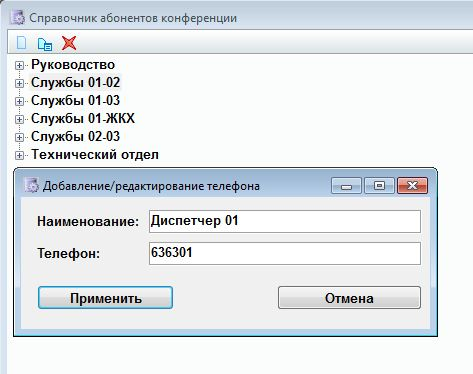 Справочник абонентов конференции
Руководство
Службы 01-02
Службы 01-03
Службы 01-ЖКХ
Службы 02-03
Технический отдел
Добавление/редактирование телефона
Наименование: Диспетчер 01
Телефон: 636301
Применить Отмена